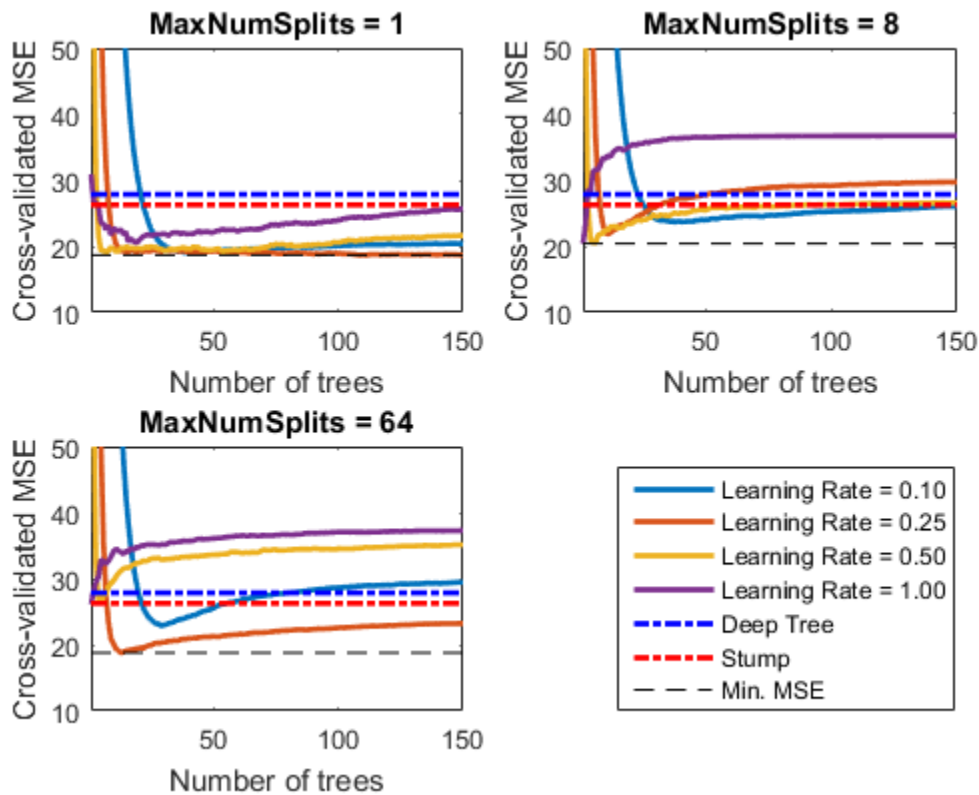 MaxNumSplits = 1
Cross-validated MSE
50
40
30
20
10
50
100
150
Number of trees
MaxNumSplits = 8
Cross-validated MSE
50
40
30
20
10
50
100
150
Number of trees
MaxNumSplits = 64
Cross-validated MSE
50
40
30
20
10
50
100
150
Number of trees
Learning Rate = 0.10
Learning Rate = 0.25
Learning Rate = 0.50
Learning Rate = 1.00
Deep Tree
Stump
Min. MSE